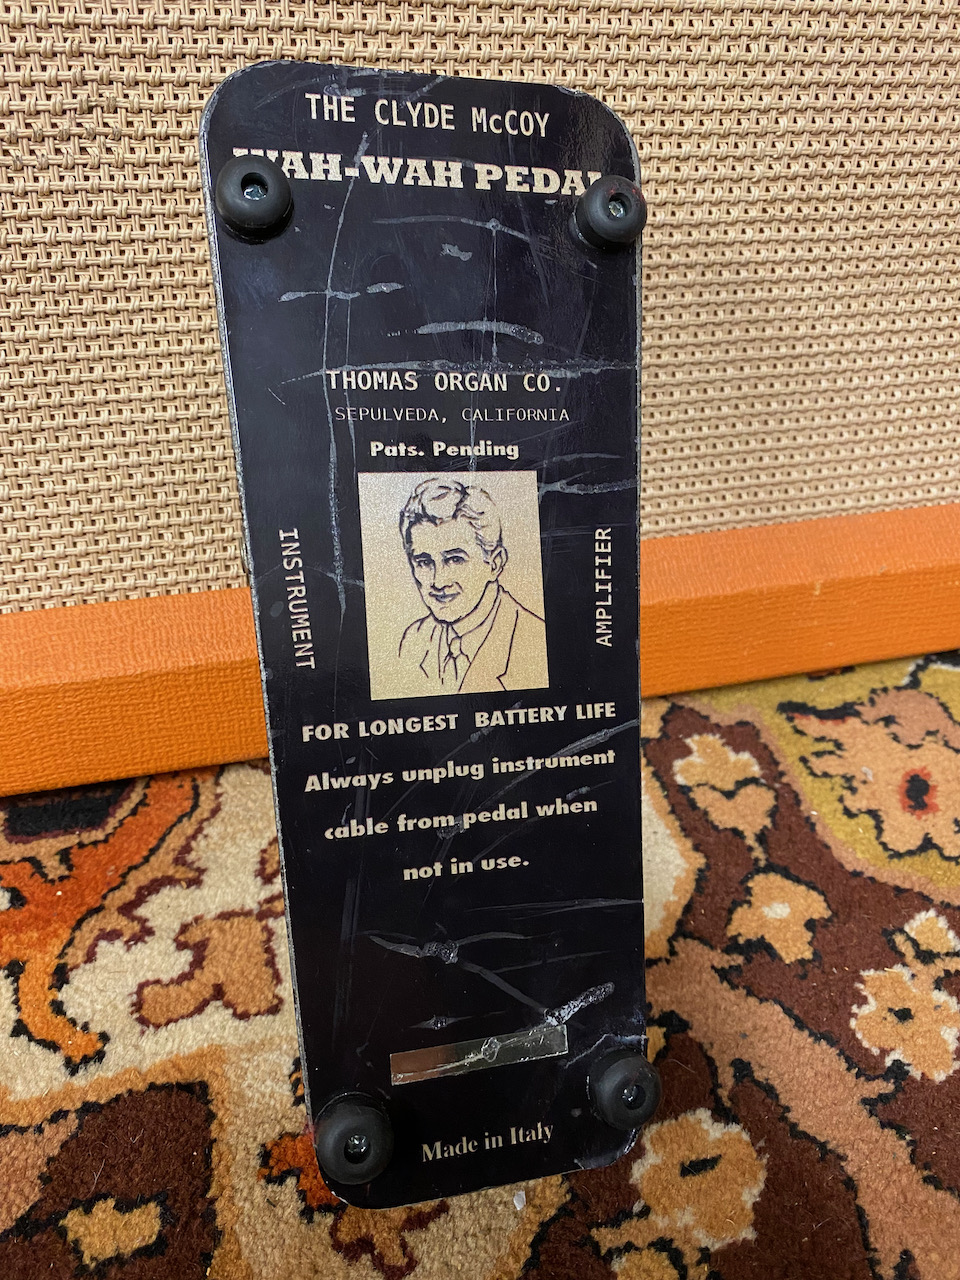 THE CLYDE McCOY
WAH-WAH PEDAL
THOMAS ORGAN CO.
SEPULVEDA, CALIFORNIA
Pats. Pending
INSTRUMENT
AMPLIFIER
FOR LONGEST BATTERY LIFE
Always unplug instrument
cable from pedal when
not in use.
Made in Italy